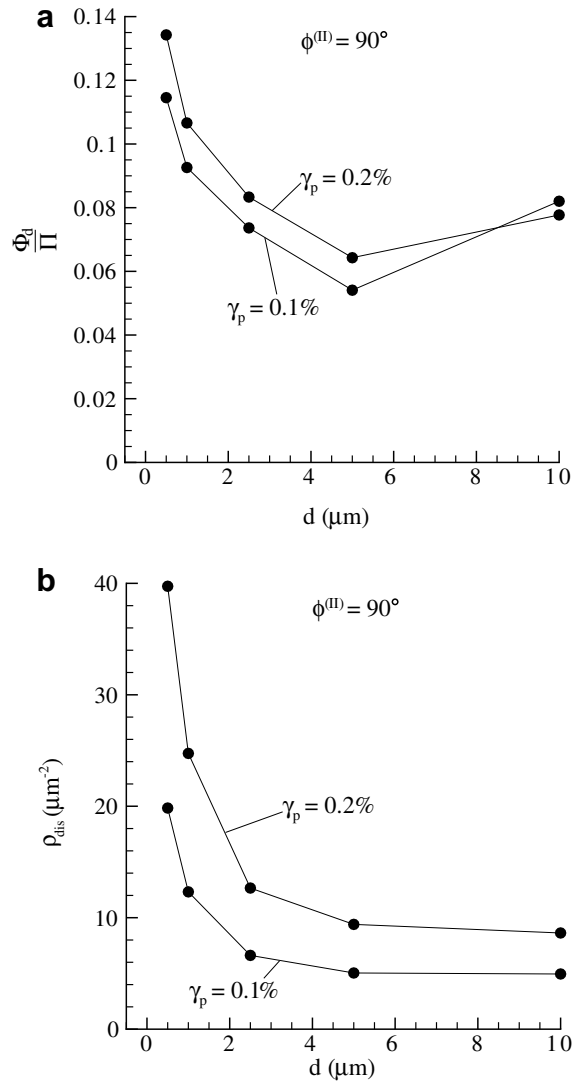 a
0.14
0.12
0.1
0.08
0.06
0.04
0.02
0
Φd
Π
ϕ(II) = 90°
γp = 0.2%
γp = 0.1%
0 2 4 6 8 10
d (μm)
b
40
30
20
10
0
ρdis (μm-2)
ϕ(II) = 90°
γp = 0.2%
γp = 0.1%
0 2 4 6 8 10
d (μm)